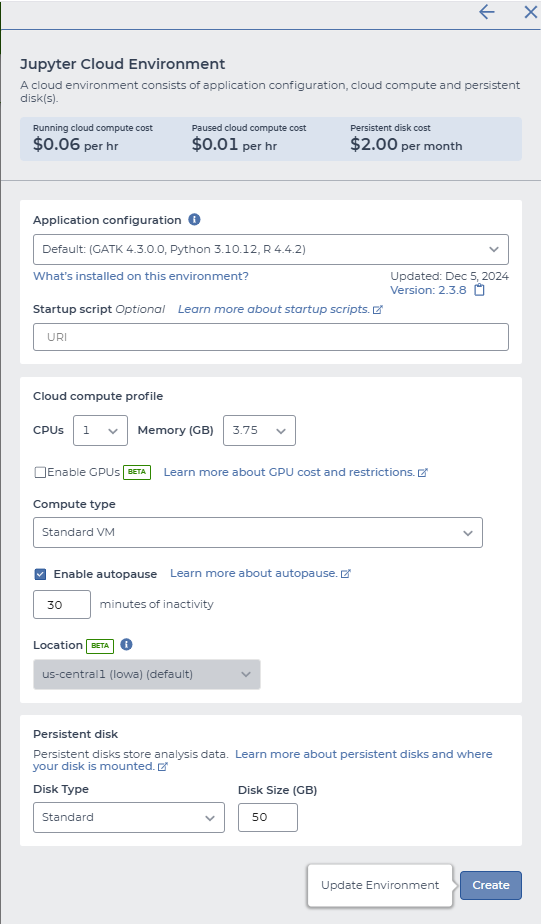 Jupyter Cloud Environment
A cloud environment consists of application configuration, cloud compute and persistent
disk(s).
Running cloud compute cost
$0.06 per hr
Paused cloud compute cost
$0.01 per hr
Persistent disk cost
$2.00 per month
Application configuration
Default: (GATK 4.3.0.0, Python 3.10.12, R 4.4.2)
What's installed on this environment?
Updated: Dec 5, 2024
Version: 2.3.8
Startup script Optional Learn more about startup scripts.
URI
Cloud compute profile
CPUs 1 Memory (GB) 3.75
Enable GPUs BETA Learn more about GPU cost and restrictions.
Compute type
Standard VM
Enable autopause Learn more about autopause.
30 minutes of inactivity
Location BETA
us-central1 (Iowa) (default)
Persistent disk
Persistent disks store analysis data. Learn more about persistent disks and where
your disk is mounted.
Disk Type
Standard
Disk Size (GB)
50
Update Environment
Create